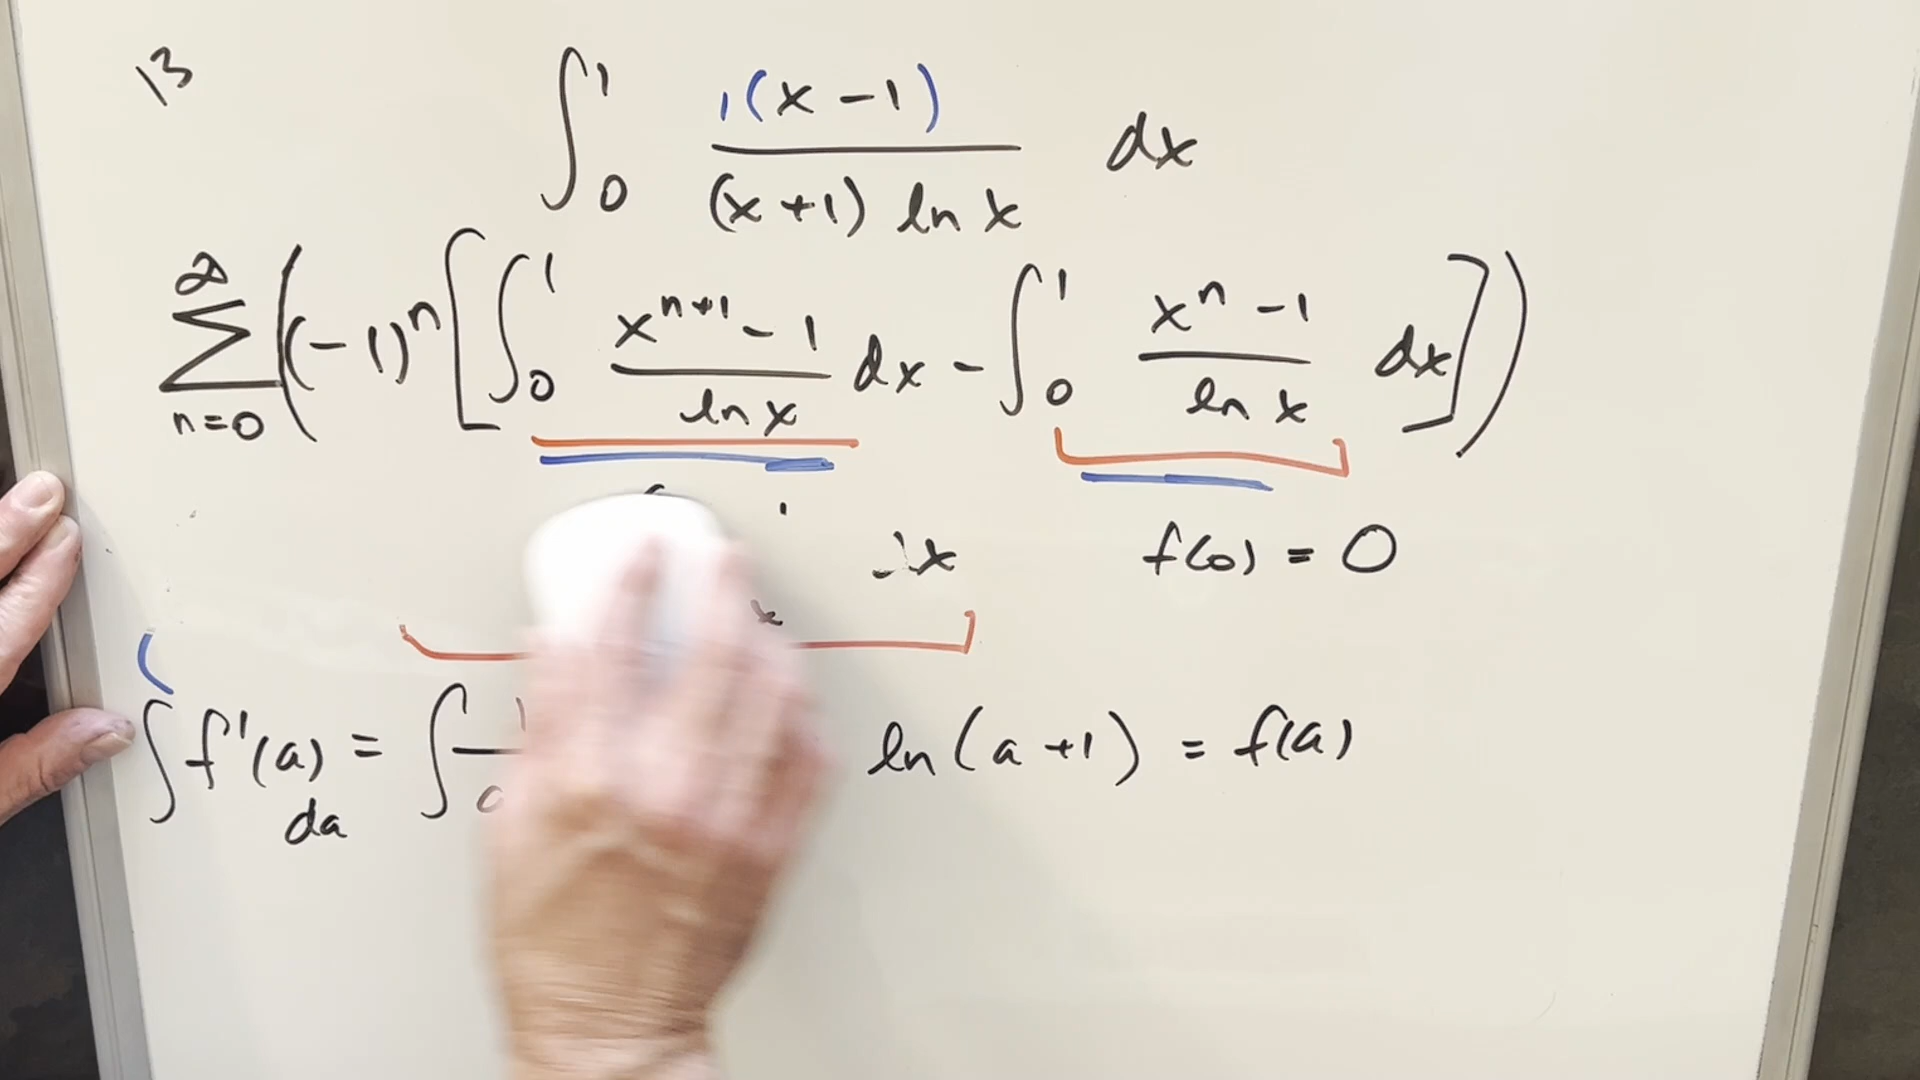 13
∫₀¹ 1(x - 1) / ((x + 1) ln x) dx
∑_{n=0}^{∞} ((-1)ⁿ [∫₀¹ (xⁿ⁺¹ - 1) / (ln x) dx - ∫₀¹ (xⁿ - 1) / (ln x) dx])
f(0) = 0
∫ f'(a) da = ∫ ln(a + 1) = f(a)